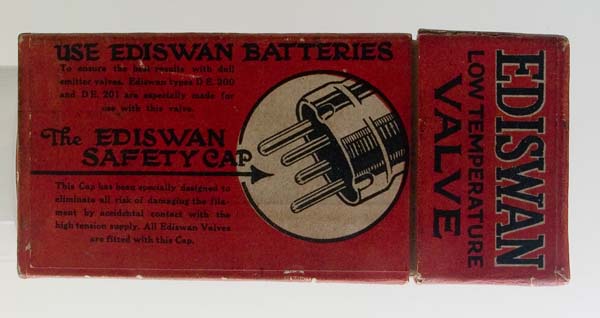 USE EDISWAN BATTERIES
To ensure the best results with dull
emitter valves. Ediswan types D E. 200
and D E. 201 are especially made for
use with this valve.
The EDISWAN
SAFETY CAP
This Cap has been specially designed to
eliminate all risk of damaging the fila-
ment by accidental contact with the
high tension supply. All Ediswan Valves
are fitted with this Cap.
EDISWAN
LOW TEMPERATURE
VALVE